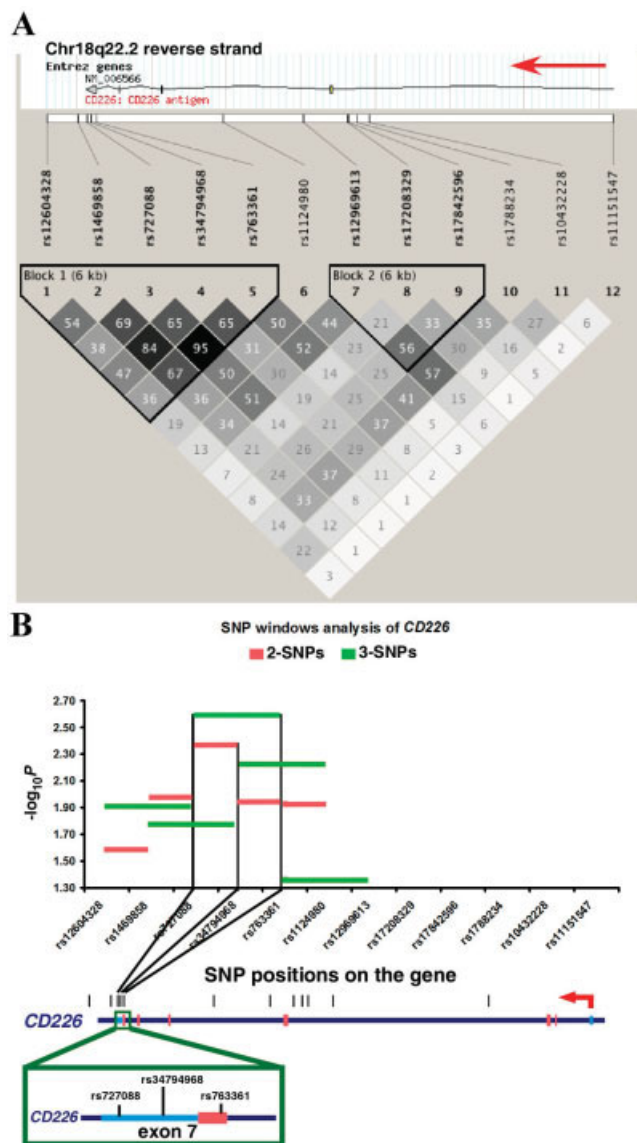 A
Chr18q22.2 reverse strand
Entrez genes
NM_006566
CD226: CD226 antigen
rs12604328
rs1469858
rs727088
rs34794968
rs763361
rs1124980
rs12969613
rs17208329
rs17842596
rs1788234
rs10432228
rs11151547
Block 1 (6 kb)
Block 2 (6 kb)
1 2 3 4 5 6 7 8 9 10 11 12
54 69 65 65 50 44 21 33 35 27 6
38 84 95 31 52 23 56 30 16 2
47 67 50 30 14 25 57 9 5
36 36 51 19 25 41 15 1
19 34 14 21 37 5 6
13 21 26 29 8 3
7 24 37 11 2
8 33 8 1
14 12 1
22 1
3
B
SNP windows analysis of CD226
2-SNPs 3-SNPs
-log10P
2.70
2.50
2.30
2.10
1.90
1.70
1.50
1.30
rs12604328
rs1469858
rs727088
rs34794968
rs763361
rs1124980
rs12969613
rs17208329
rs17842596
rs1788234
rs10432228
rs11151547
SNP positions on the gene
CD226
rs34794968
rs727088
rs763361
CD226
exon 7